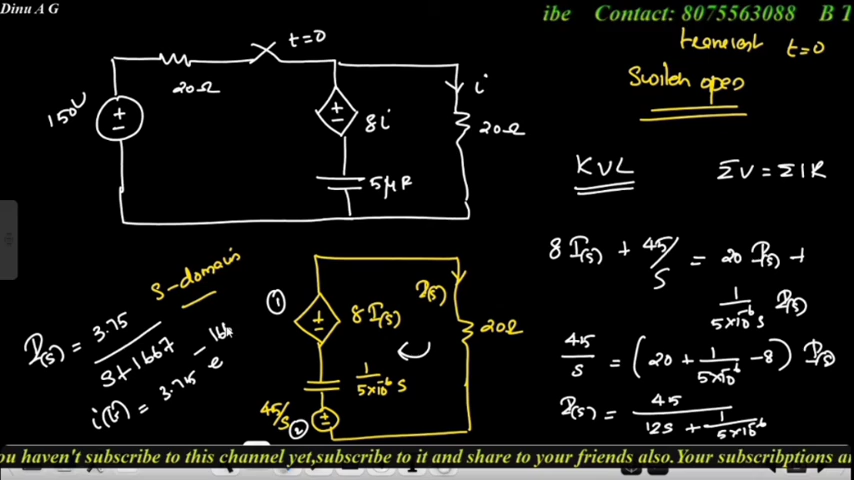 Dinu A G
ibe Contact: 8075563088 B T
transient t=0
Switch open
t=0
20Ω
150V
8i
i
20Ω
5μF
KVL ΣV = ΣIR
8 I(s) + 45/s = 20 I(s) +
1/5×10⁻⁶s I(s)
45/s = (20 + 1/5×10⁻⁶ - 8) I(s)
I(s) = 45/12s + 1/5×10⁻⁶
s-domain
①
8 I(s)
I(s)
20Ω
1/5×10⁻⁶ s
45/s ②
I(s) = 3.75/s+1667
i(t) = 3.75 e
ou haven't subscribe to this channel yet,subscribe to it and share to your friends also.Your subscribptions a